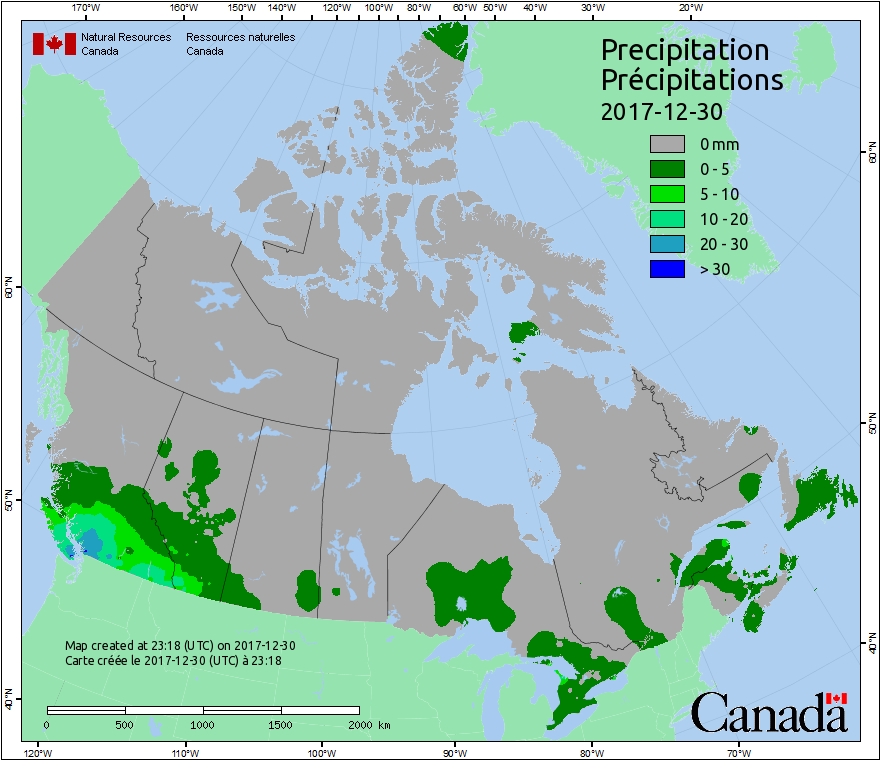 170°W 160°W 150°W 140°W 120°W 100°W 80°W 60°W 50°W 40°W 30°W 20°W
Natural Resources Ressources naturelles
Canada Canada
Precipitation
Précipitations
2017-12-30
0 mm
0 - 5
5 - 10
10 - 20
20 - 30
> 30
60°N
60°N
50°N
50°N
40°N
40°N
Map created at 23:18 (UTC) on 2017-12-30
Carte créée le 2017-12-30 (UTC) à 23:18
0 500 1000 1500 2000 km
Canada
120°W 110°W 100°W 90°W 80°W 70°W